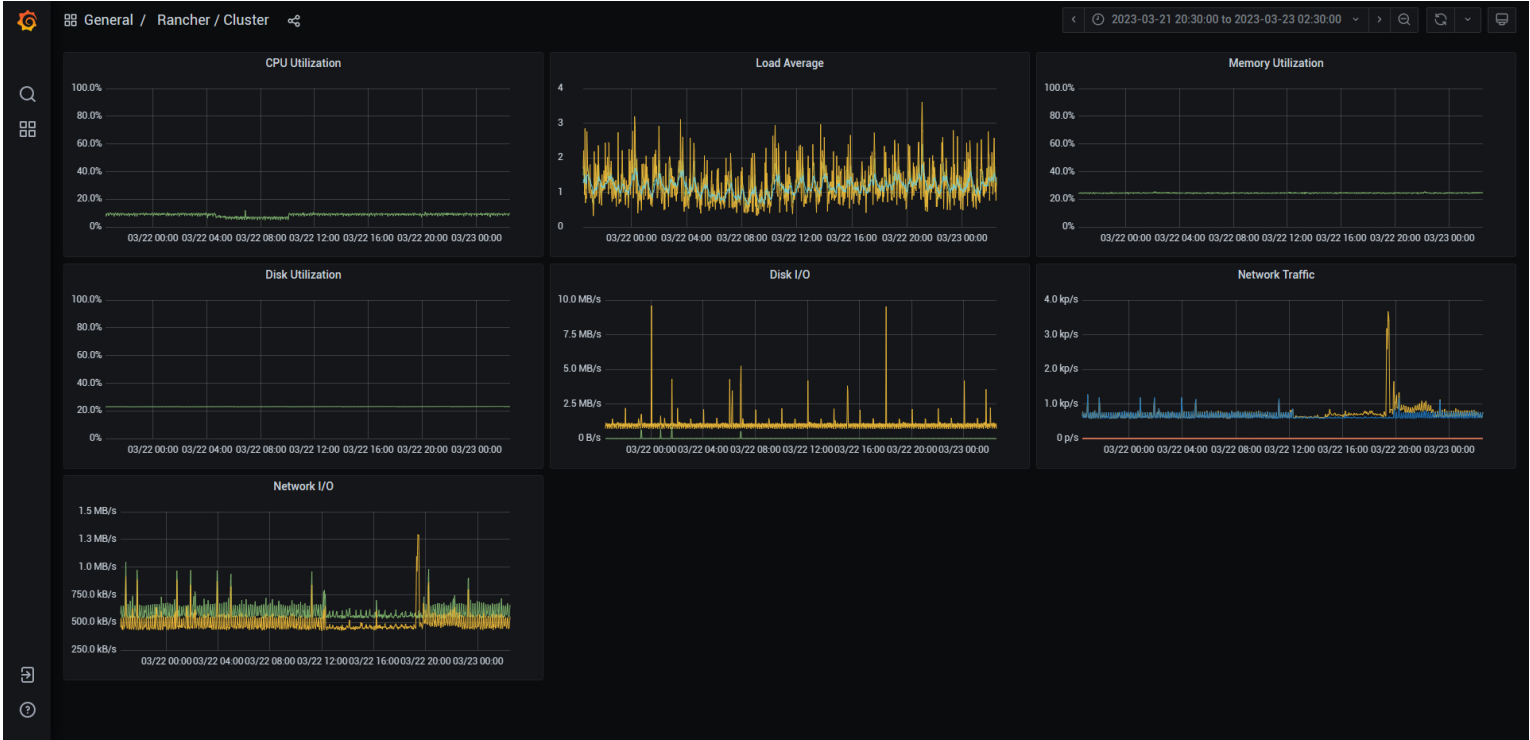 General / Rancher / Cluster
2023-03-21 20:30:00 to 2023-03-23 02:30:00
CPU Utilization
100.0%
80.0%
60.0%
40.0%
20.0%
0%
03/22 00:00 03/22 04:00 03/22 08:00 03/22 12:00 03/22 16:00 03/22 20:00 03/23 00:00
Load Average
4
3
2
1
0
03/22 00:00 03/22 04:00 03/22 08:00 03/22 12:00 03/22 16:00 03/22 20:00 03/23 00:00
Memory Utilization
100.0%
80.0%
60.0%
40.0%
20.0%
0%
03/22 00:00 03/22 04:00 03/22 08:00 03/22 12:00 03/22 16:00 03/22 20:00 03/23 00:00
Disk Utilization
100.0%
80.0%
60.0%
40.0%
20.0%
0%
03/22 00:00 03/22 04:00 03/22 08:00 03/22 12:00 03/22 16:00 03/22 20:00 03/23 00:00
Disk I/O
10.0 MB/s
7.5 MB/s
5.0 MB/s
2.5 MB/s
0 B/s
03/22 00:00 03/22 04:00 03/22 08:00 03/22 12:00 03/22 16:00 03/22 20:00 03/23 00:00
Network Traffic
4.0 kp/s
3.0 kp/s
2.0 kp/s
1.0 kp/s
0 p/s
03/22 00:00 03/22 04:00 03/22 08:00 03/22 12:00 03/22 16:00 03/22 20:00 03/23 00:00
Network I/O
1.5 MB/s
1.3 MB/s
1.0 MB/s
750.0 kB/s
500.0 kB/s
250.0 kB/s
03/22 00:00 03/22 04:00 03/22 08:00 03/22 12:00 03/22 16:00 03/22 20:00 03/23 00:00